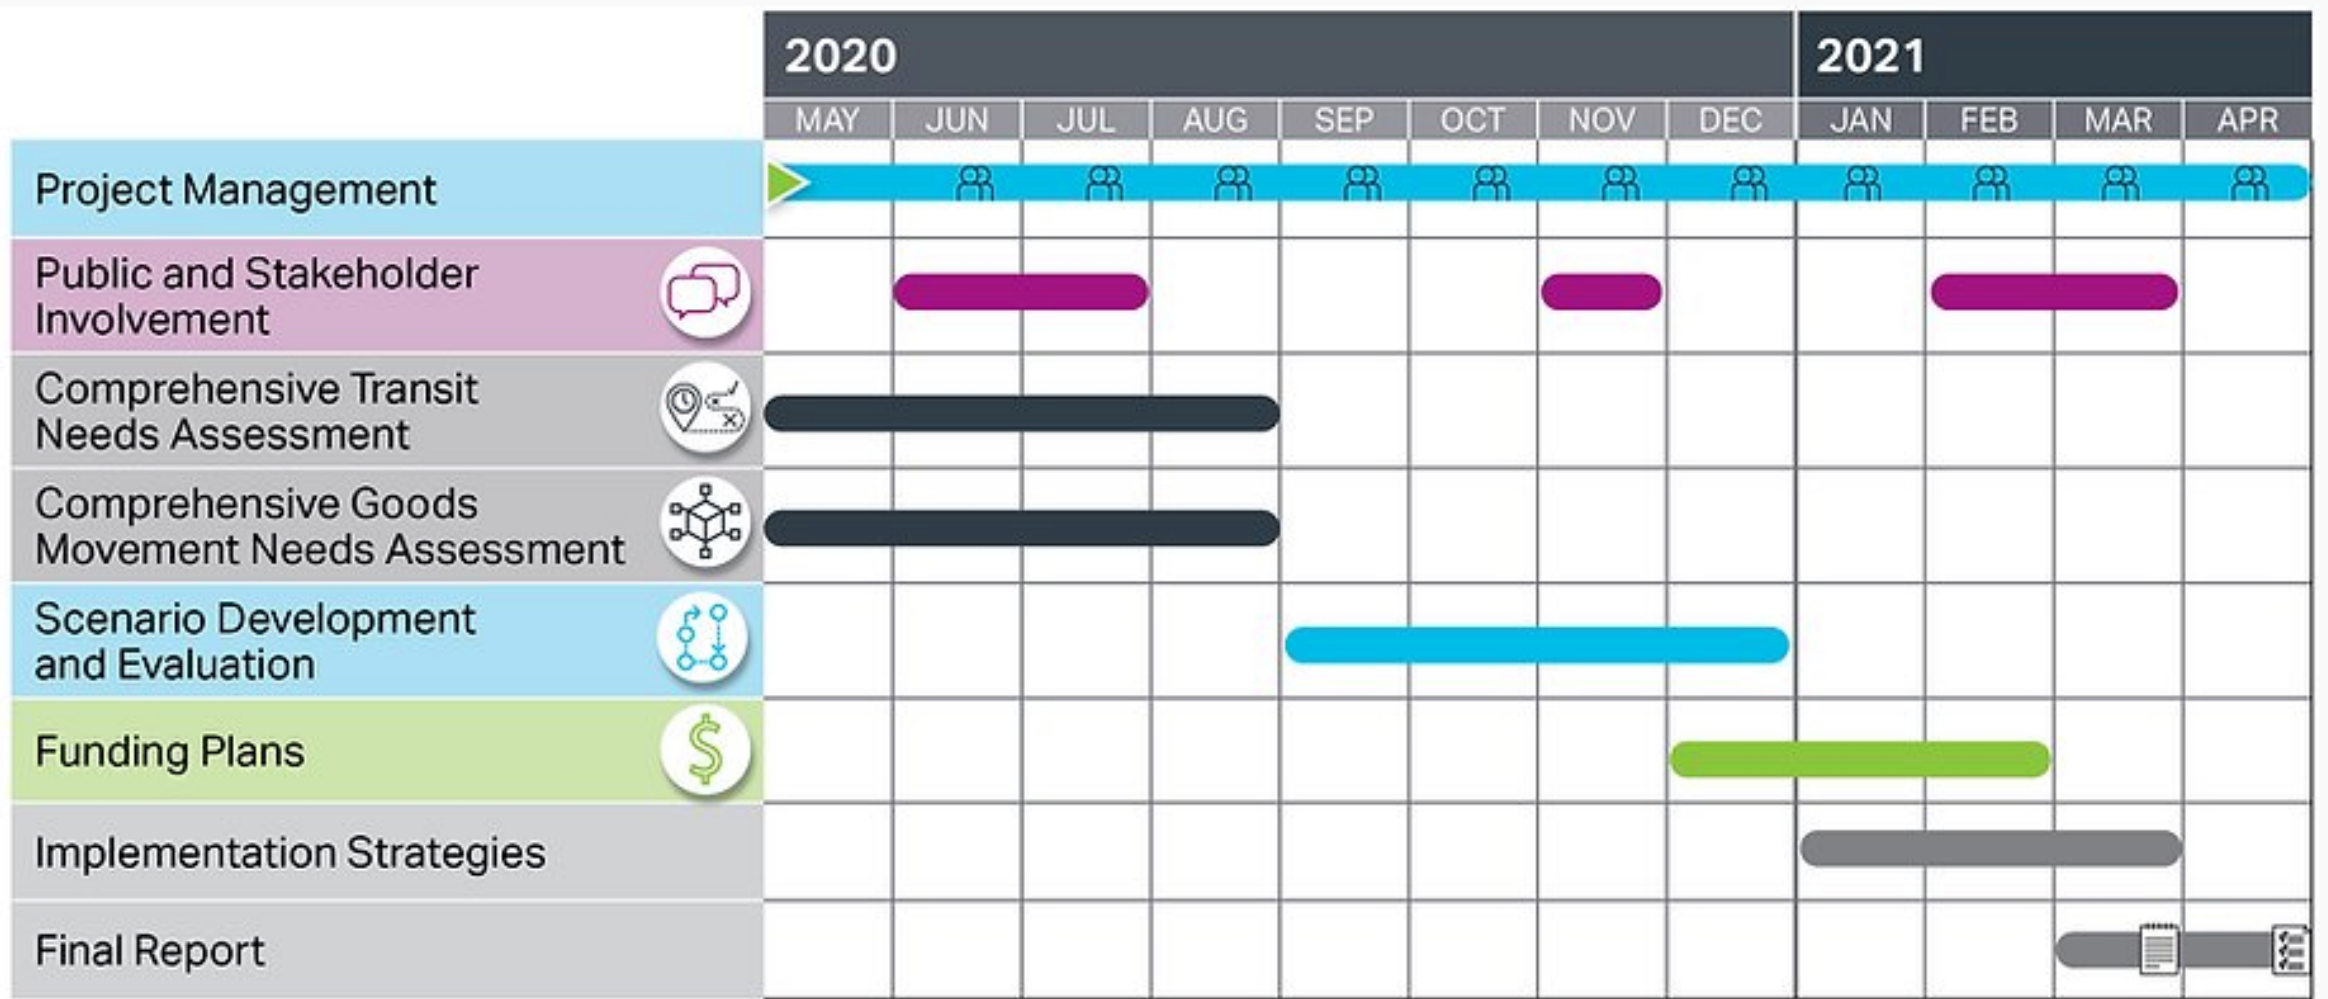 2020
2021
MAY JUN JUL AUG SEP OCT NOV DEC JAN FEB MAR APR
Project Management
Public and Stakeholder
Involvement
Comprehensive Transit
Needs Assessment
Comprehensive Goods
Movement Needs Assessment
Scenario Development
and Evaluation
Funding Plans
$
Implementation Strategies
Final Report